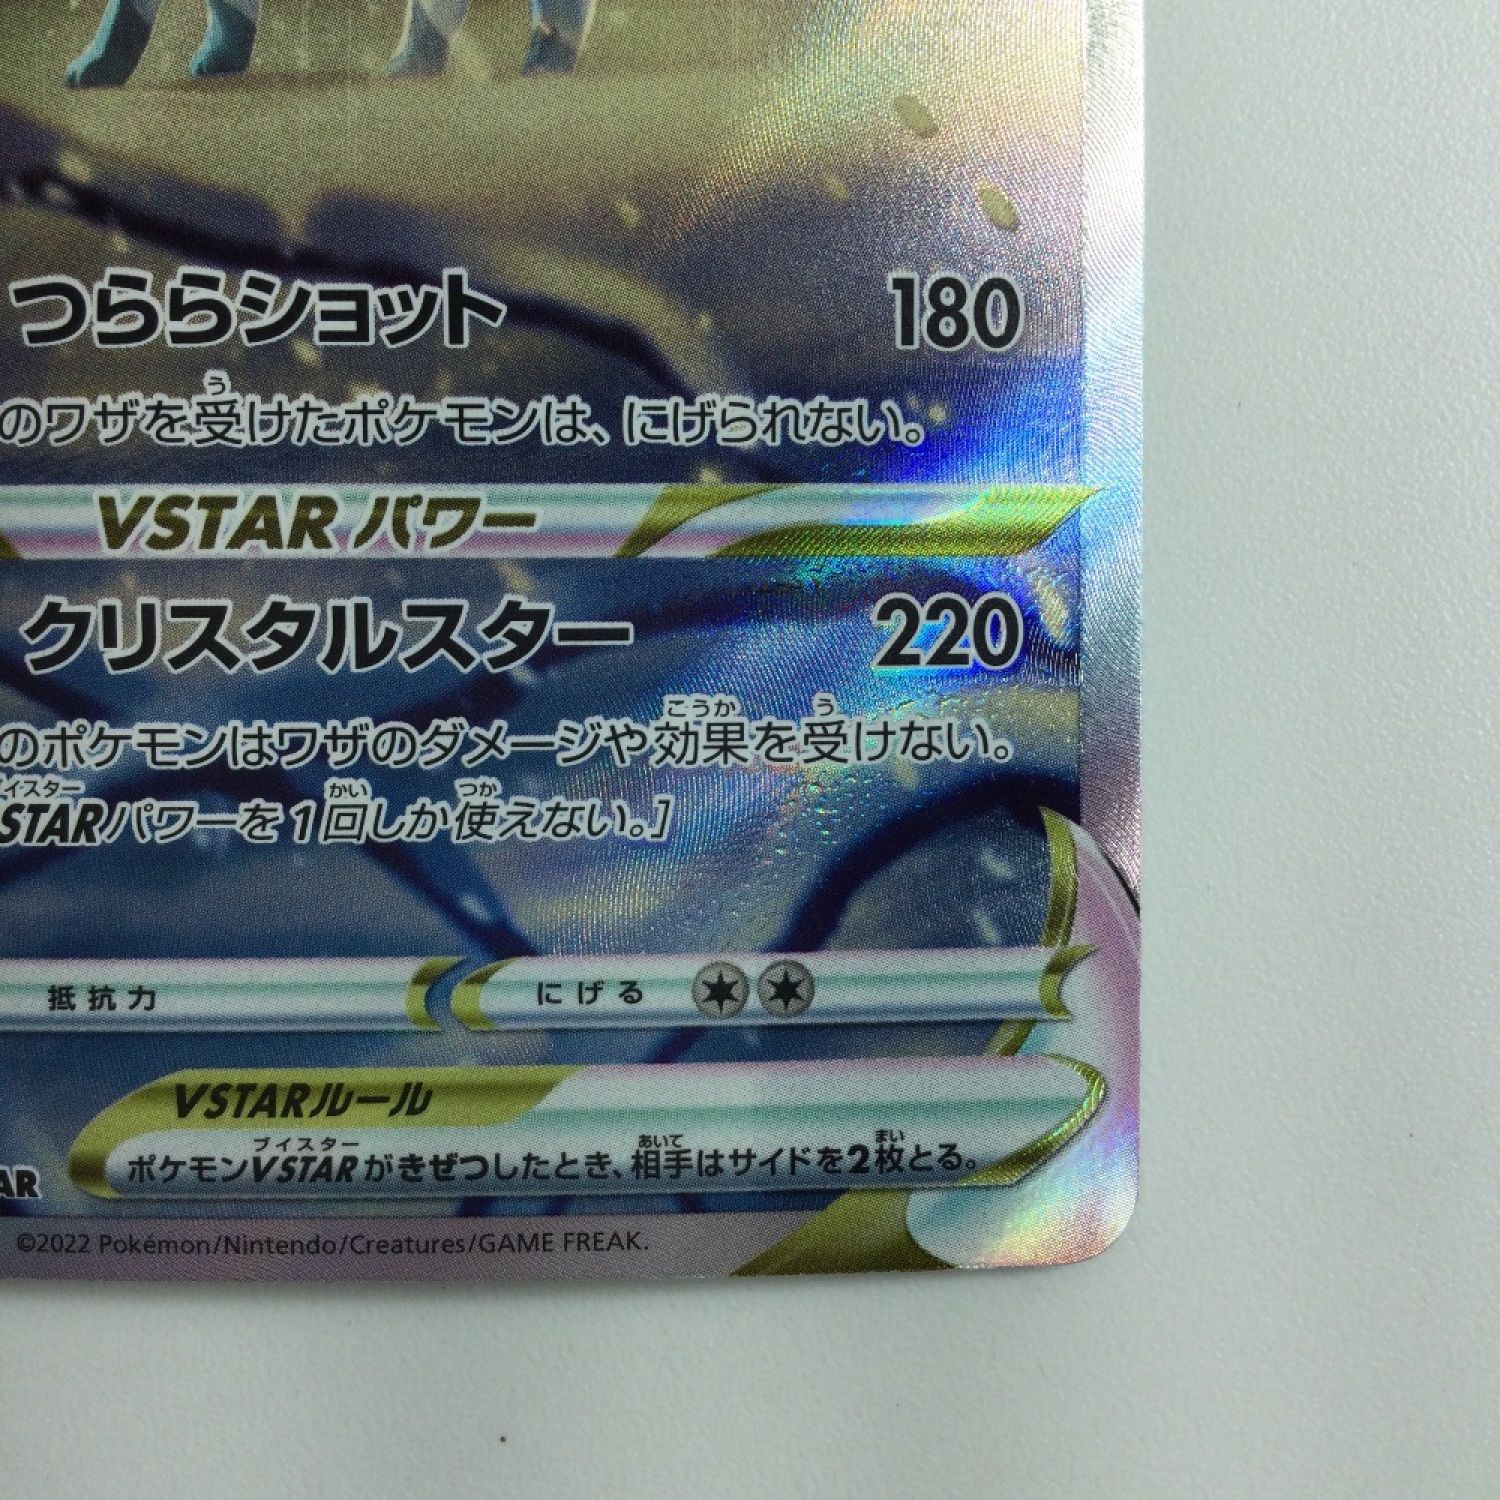 つららショット 180
のワザを受けたポケモンは、にげられない。
VSTARパワー
クリスタルスター 220
のポケモンはワザのダメージや効果を受けない。
STARパワーを1回しか使えない。]
抵抗力 にげる
VSTARルール
ポケモンVSTARがきぜつしたとき、相手はサイドを2枚とる。
AR
©2022 Pokémon/Nintendo/Creatures/GAME FREAK.